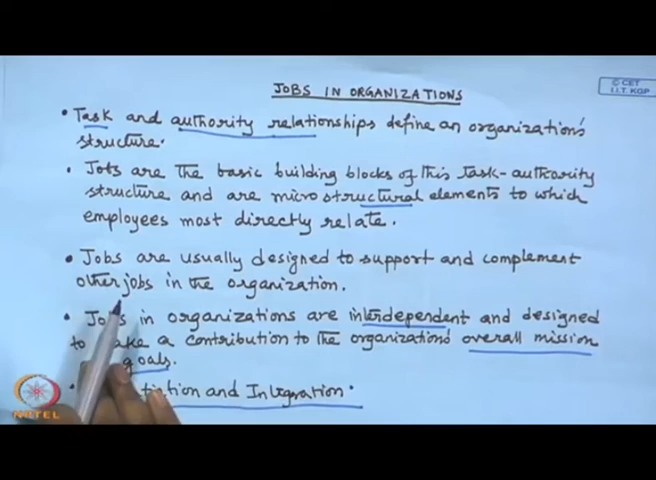 © CET
I.I.T. KGP
JOBS IN ORGANIZATIONS
• Task and authority relationships define an organization's
structure.
• Jobs are the basic building blocks of this task-authority
structure and are micro structural elements to which
employees most directly relate.
• Jobs are usually designed to support and complement
other jobs in the organization.
• Jobs in organizations are interdependent and designed
to make a contribution to the organization's overall mission
goals.
• and Integration.
NPTEL